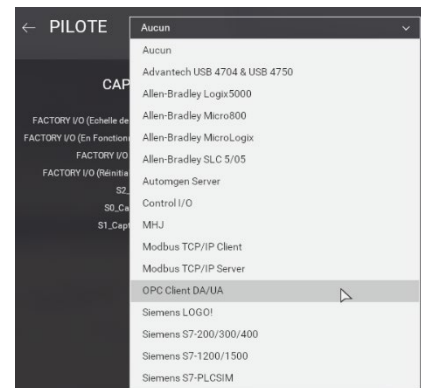 ← PILOTE
Aucun
Aucun
Advantech USB 4704 & USB 4750
CAP
Allen-Bradley Logix5000
Allen-Bradley Micro800
FACTORY I/O (Echelle de
Allen-Bradley MicroLogix
FACTORY I/O (En Fonction
Allen-Bradley SLC 5/05
FACTORY I/O
Automgen Server
FACTORY I/O (Réinitia
Control I/O
S2_
S0_Ca
MHJ
S1_Capt
Modbus TCP/IP Client
Modbus TCP/IP Server
OPC Client DA/UA
Siemens LOGO!
Siemens S7-200/300/400
Siemens S7-1200/1500
Siemens S7-PLCSIM